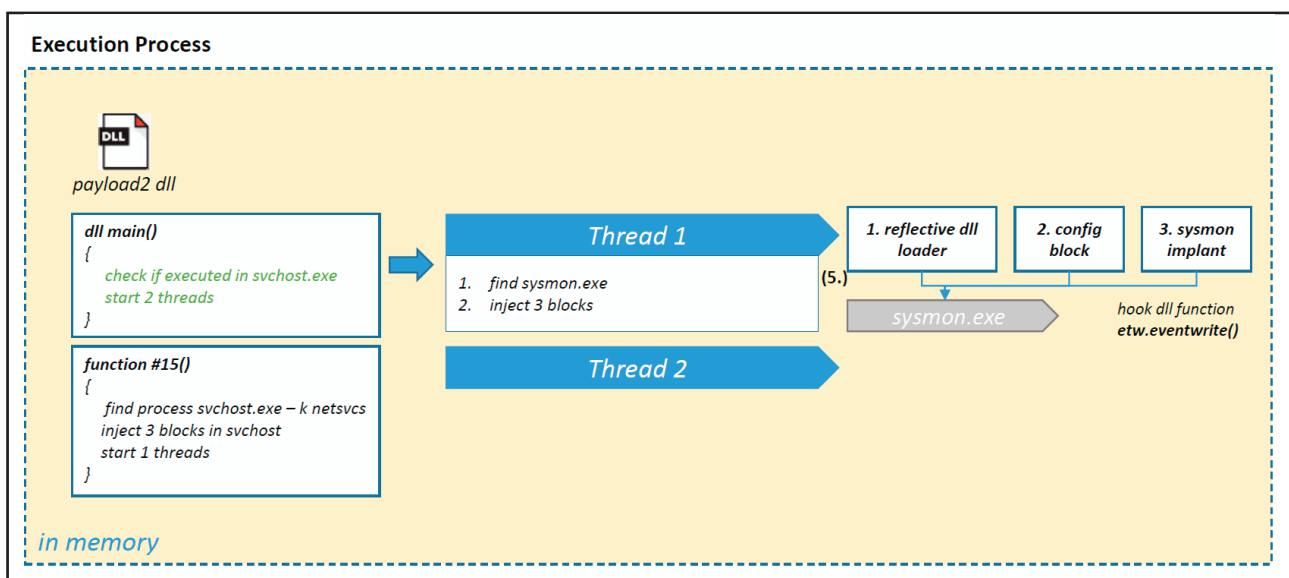 Execution Process
DLL
payload2 dll
dll main()
{
check if executed in svchost.exe
start 2 threads
}
function #15()
{
find process svchost.exe – k netsvcs
inject 3 blocks in svchost
start 1 threads
}
Thread 1
1. find sysmon.exe
2. inject 3 blocks
(5.)
Thread 2
1. reflective dll
loader
2. config
block
3. sysmon
implant
sysmon.exe
hook dll function
etw.eventwrite()
in memory